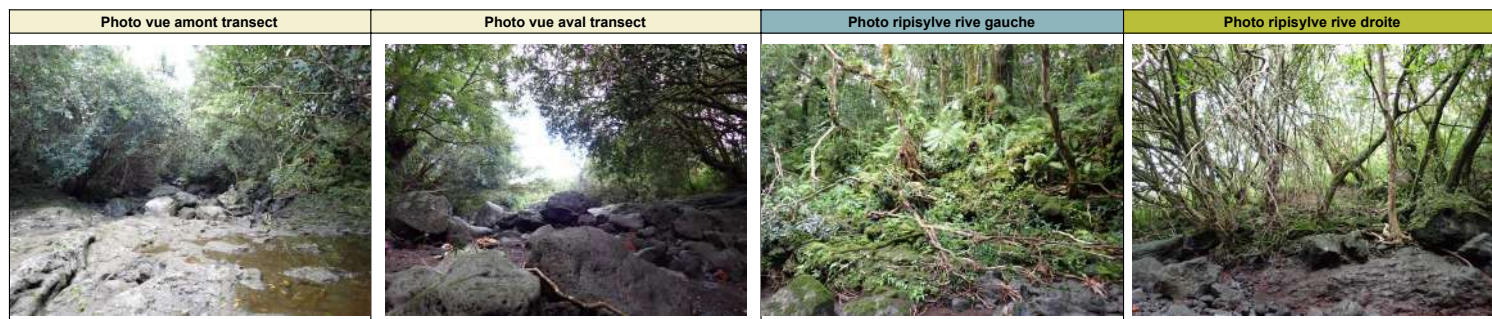 Photo vue amont transect
Photo vue aval transect
Photo ripisylve rive gauche
Photo ripisylve rive droite